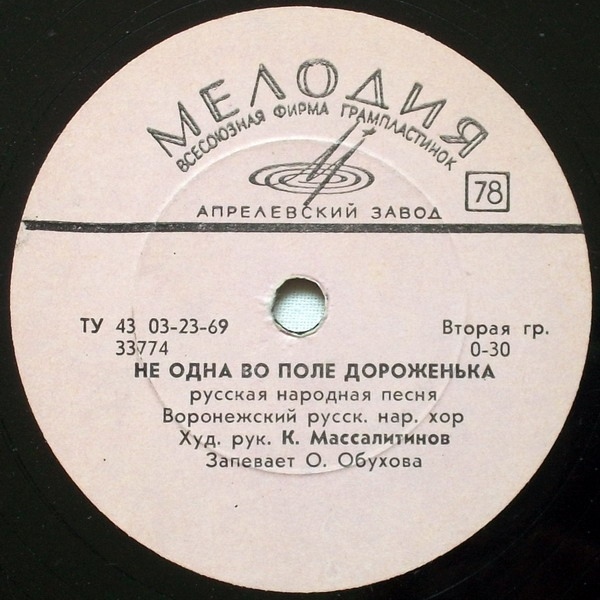 МЕЛОДИЯ
ВСЕСОЮЗНАЯ ФИРМА ГРАМПЛАСТИНОК
78
АПРЕЛЕВСКИЙ ЗАВОД
ТУ 43 03-23-69 Вторая гр.
33774 0-30
НЕ ОДНА ВО ПОЛЕ ДОРОЖЕНЬКА
русская народная песня
Воронежский русск. нар. хор
Худ. рук. К. Массалитинов
Запевает О. Обухова